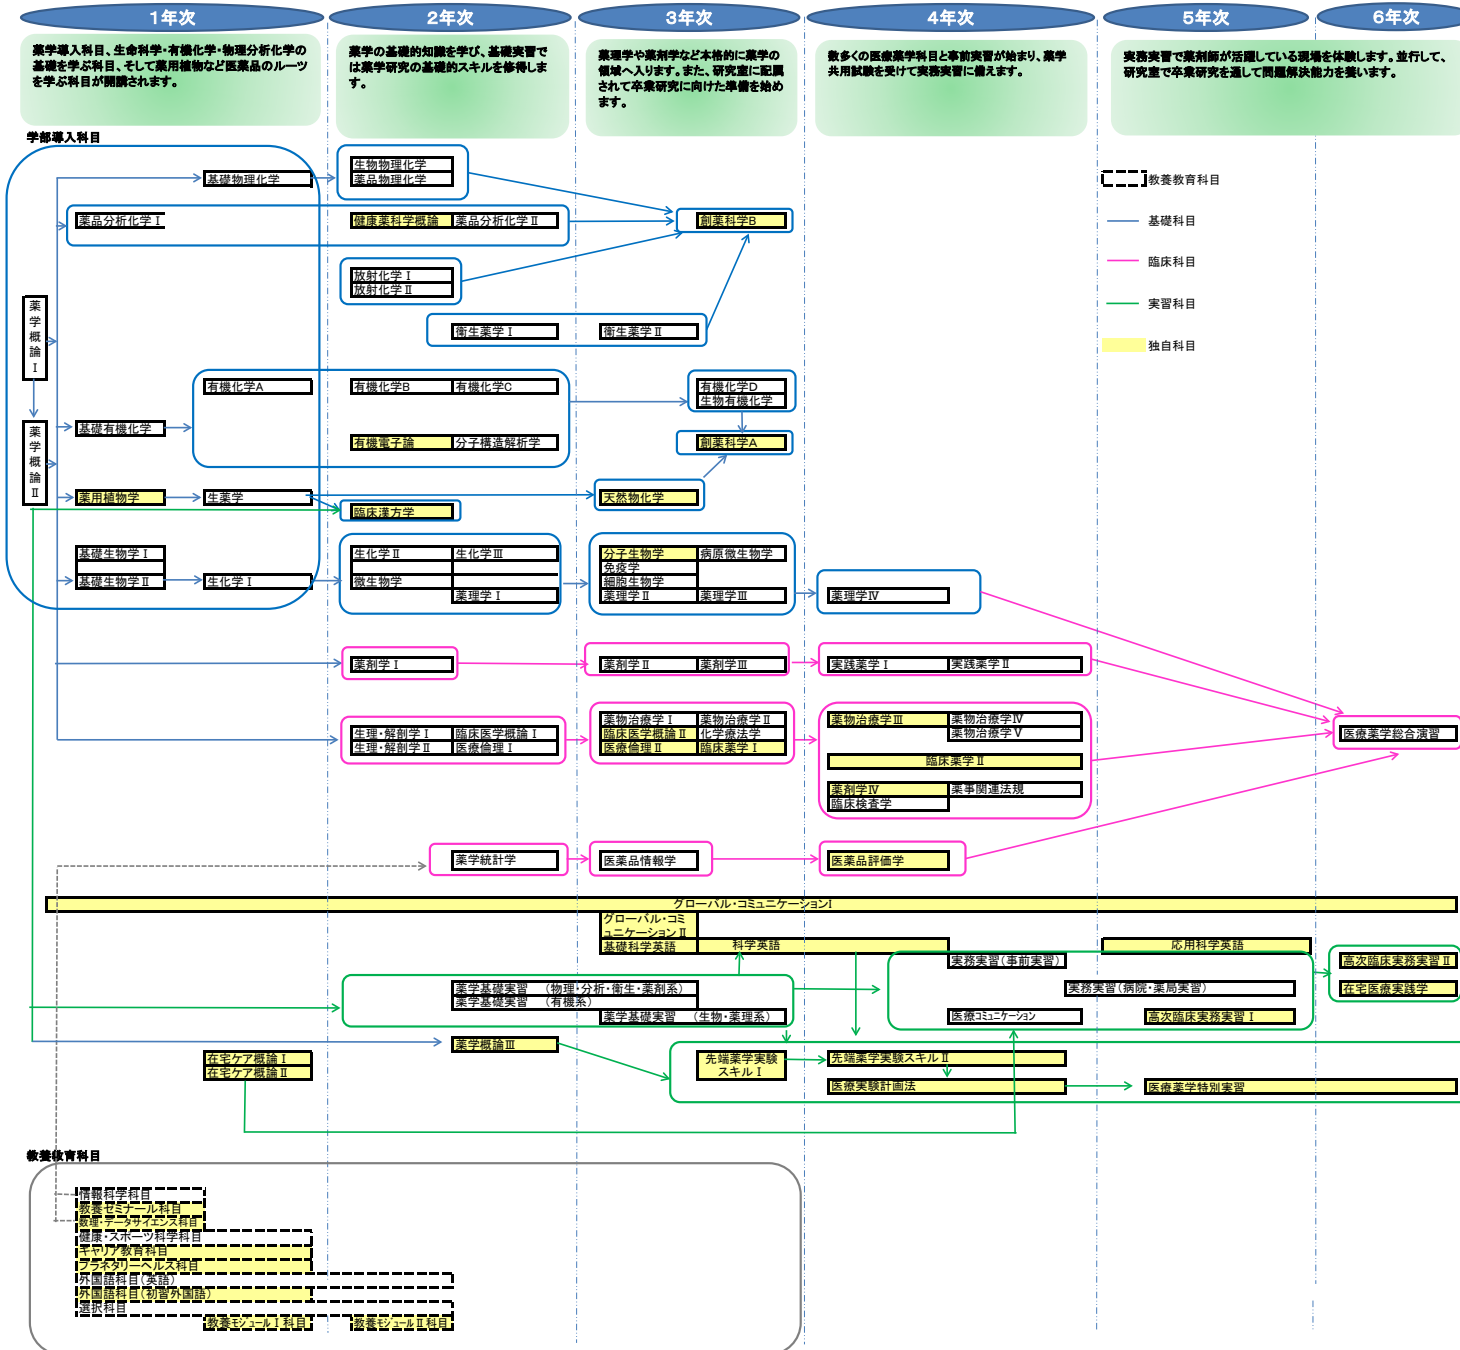 1年次
2年次
3年次
4年次
5年次
6年次
薬学導入科目、生命科学・有機化学・物理分析化学の
基礎を学ぶ科目、そして薬用植物など医薬品のルーツ
を学ぶ科目が開講されます。
薬学の基礎的知識を学び、基礎実習で
は薬学研究の基礎的スキルを修得しま
す。
薬理学や薬剤学など本格的に薬学の
領域へ入ります。また、研究室に配属
されて卒業研究に向けた準備を始め
ます。
数多くの医療薬学科目と事前実習が始まり、薬学
共用試験を受けて実務実習に備えます。
実務実習で薬剤師が活躍している現場を体験します。並行して、
研究室で卒業研究を通して問題解決能力を養います。
学部導入科目
基礎物理化学
生物物理化学
薬品物理化学
教養教育科目
薬品分析化学Ⅰ
健康薬科学概論
薬品分析化学Ⅱ
創薬科学B
基礎科目
臨床科目
放射化学Ⅰ
放射化学Ⅱ
実習科目
薬学概論Ⅰ
衛生薬学Ⅰ
衛生薬学Ⅱ
独自科目
有機化学A
有機化学B
有機化学C
有機化学D
生物有機化学
薬学概論Ⅱ
基礎有機化学
有機電子論
分子構造解析学
創薬科学A
薬用植物学
生薬学
天然物化学
臨床漢方学
基礎生物学Ⅰ
基礎生物学Ⅱ
生化学Ⅰ
生化学Ⅱ
生化学Ⅲ
微生物学
薬理学Ⅰ
分子生物学
病原微生物学
免疫学
細胞生物学
薬理学Ⅱ
薬理学Ⅲ
薬理学Ⅳ
薬剤学Ⅰ
薬剤学Ⅱ
薬剤学Ⅲ
実践薬学Ⅰ
実践薬学Ⅱ
生理・解剖学Ⅰ
臨床医学概論Ⅰ
生理・解剖学Ⅱ
医療倫理Ⅰ
薬物治療学Ⅰ
薬物治療学Ⅱ
臨床医学概論Ⅱ
化学療法学
医療倫理Ⅱ
臨床薬学Ⅰ
薬物治療学Ⅲ
薬物治療学Ⅳ
薬物治療学Ⅴ
臨床薬学Ⅱ
薬剤学Ⅳ
薬事関連法規
臨床検査学
医療薬学総合演習
薬学統計学
医薬品情報学
医薬品評価学
グローバル・コミュニケーションⅠ
グローバル・コミ
ュニケーションⅡ
基礎科学英語
科学英語
応用科学英語
実務実習(事前実習)
高次臨床実務実習Ⅱ
薬学基礎実習 (物理・分析・衛生・薬剤系)
実務実習(病院・薬局実習)
在宅医療実践学
薬学基礎実習 (有機系)
薬学基礎実習 (生物・薬理系)
医療コミュニケーション
高次臨床実務実習Ⅰ
薬学概論Ⅲ
在宅ケア概論Ⅰ
在宅ケア概論Ⅱ
先端薬学実験
スキルⅠ
先端薬学実験スキルⅡ
医療実験計画法
医療薬学特別実習
教養教育科目
情報科学科目
教養セミナール科目
数理・データサイエンス科目
健康・スポーツ科学科目
キャリア教育科目
プラネタリーヘルス科目
外国語科目(英語)
外国語科目(初習外国語)
選択科目
教養モジュールⅠ科目
教養モジュールⅡ科目